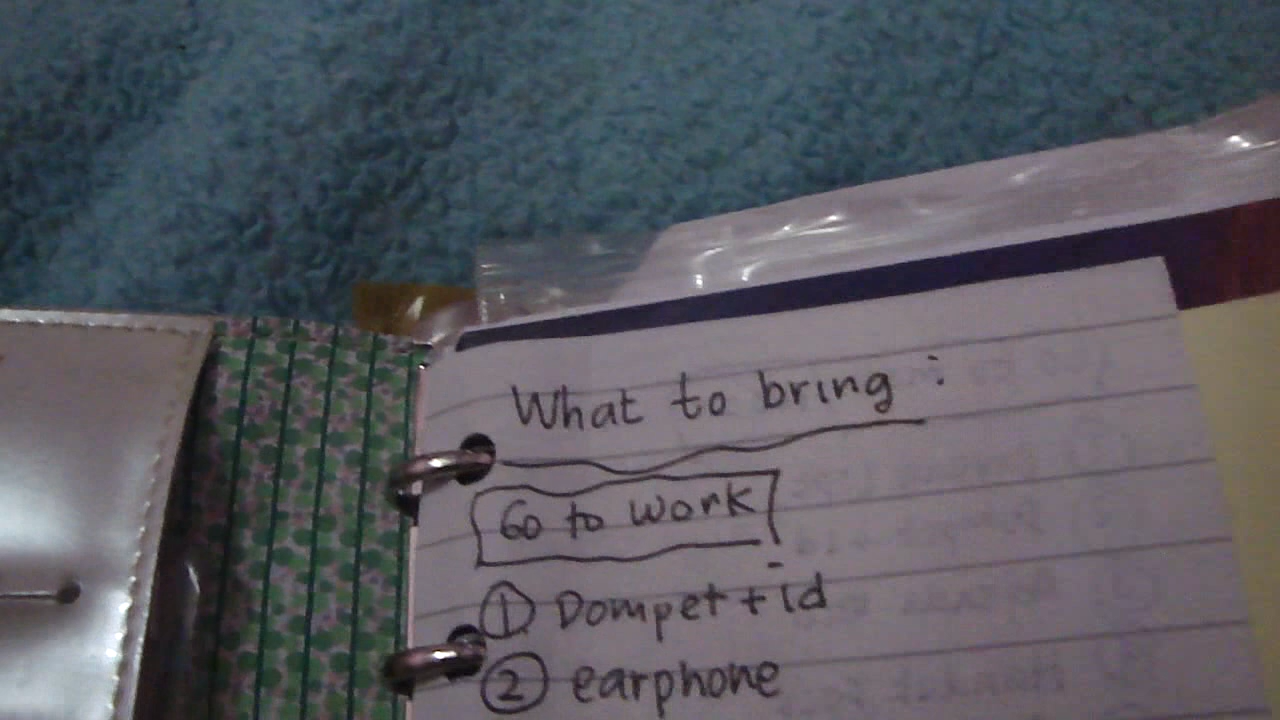 What to bring :
Go to work
① Dompet + id
② earphone